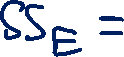 SS_E =